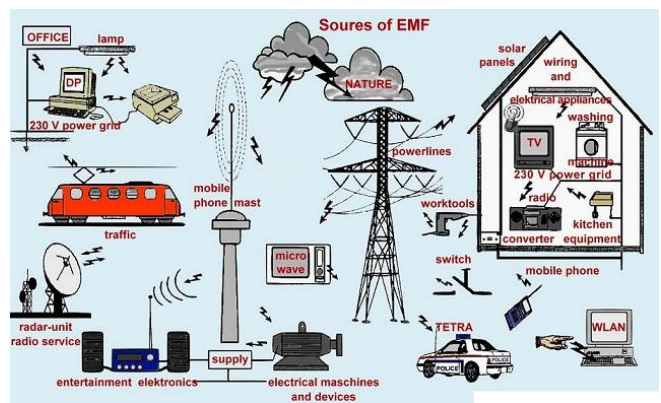 Soures of EMF
OFFICE
lamp
DP
230 V power grid
NATURE
solar
panels
wiring
and
elektrical appliances
washing
TV
machine
230 V power grid
radio
converter
kitchen
equipment
powerlines
mobile
phone mast
traffic
worktools
micro
wave
switch
mobile phone
radar-unit
radio service
TETRA
POLICE
POLICE
WLAN
supply
entertainment elektronics
electrical maschines
and devices